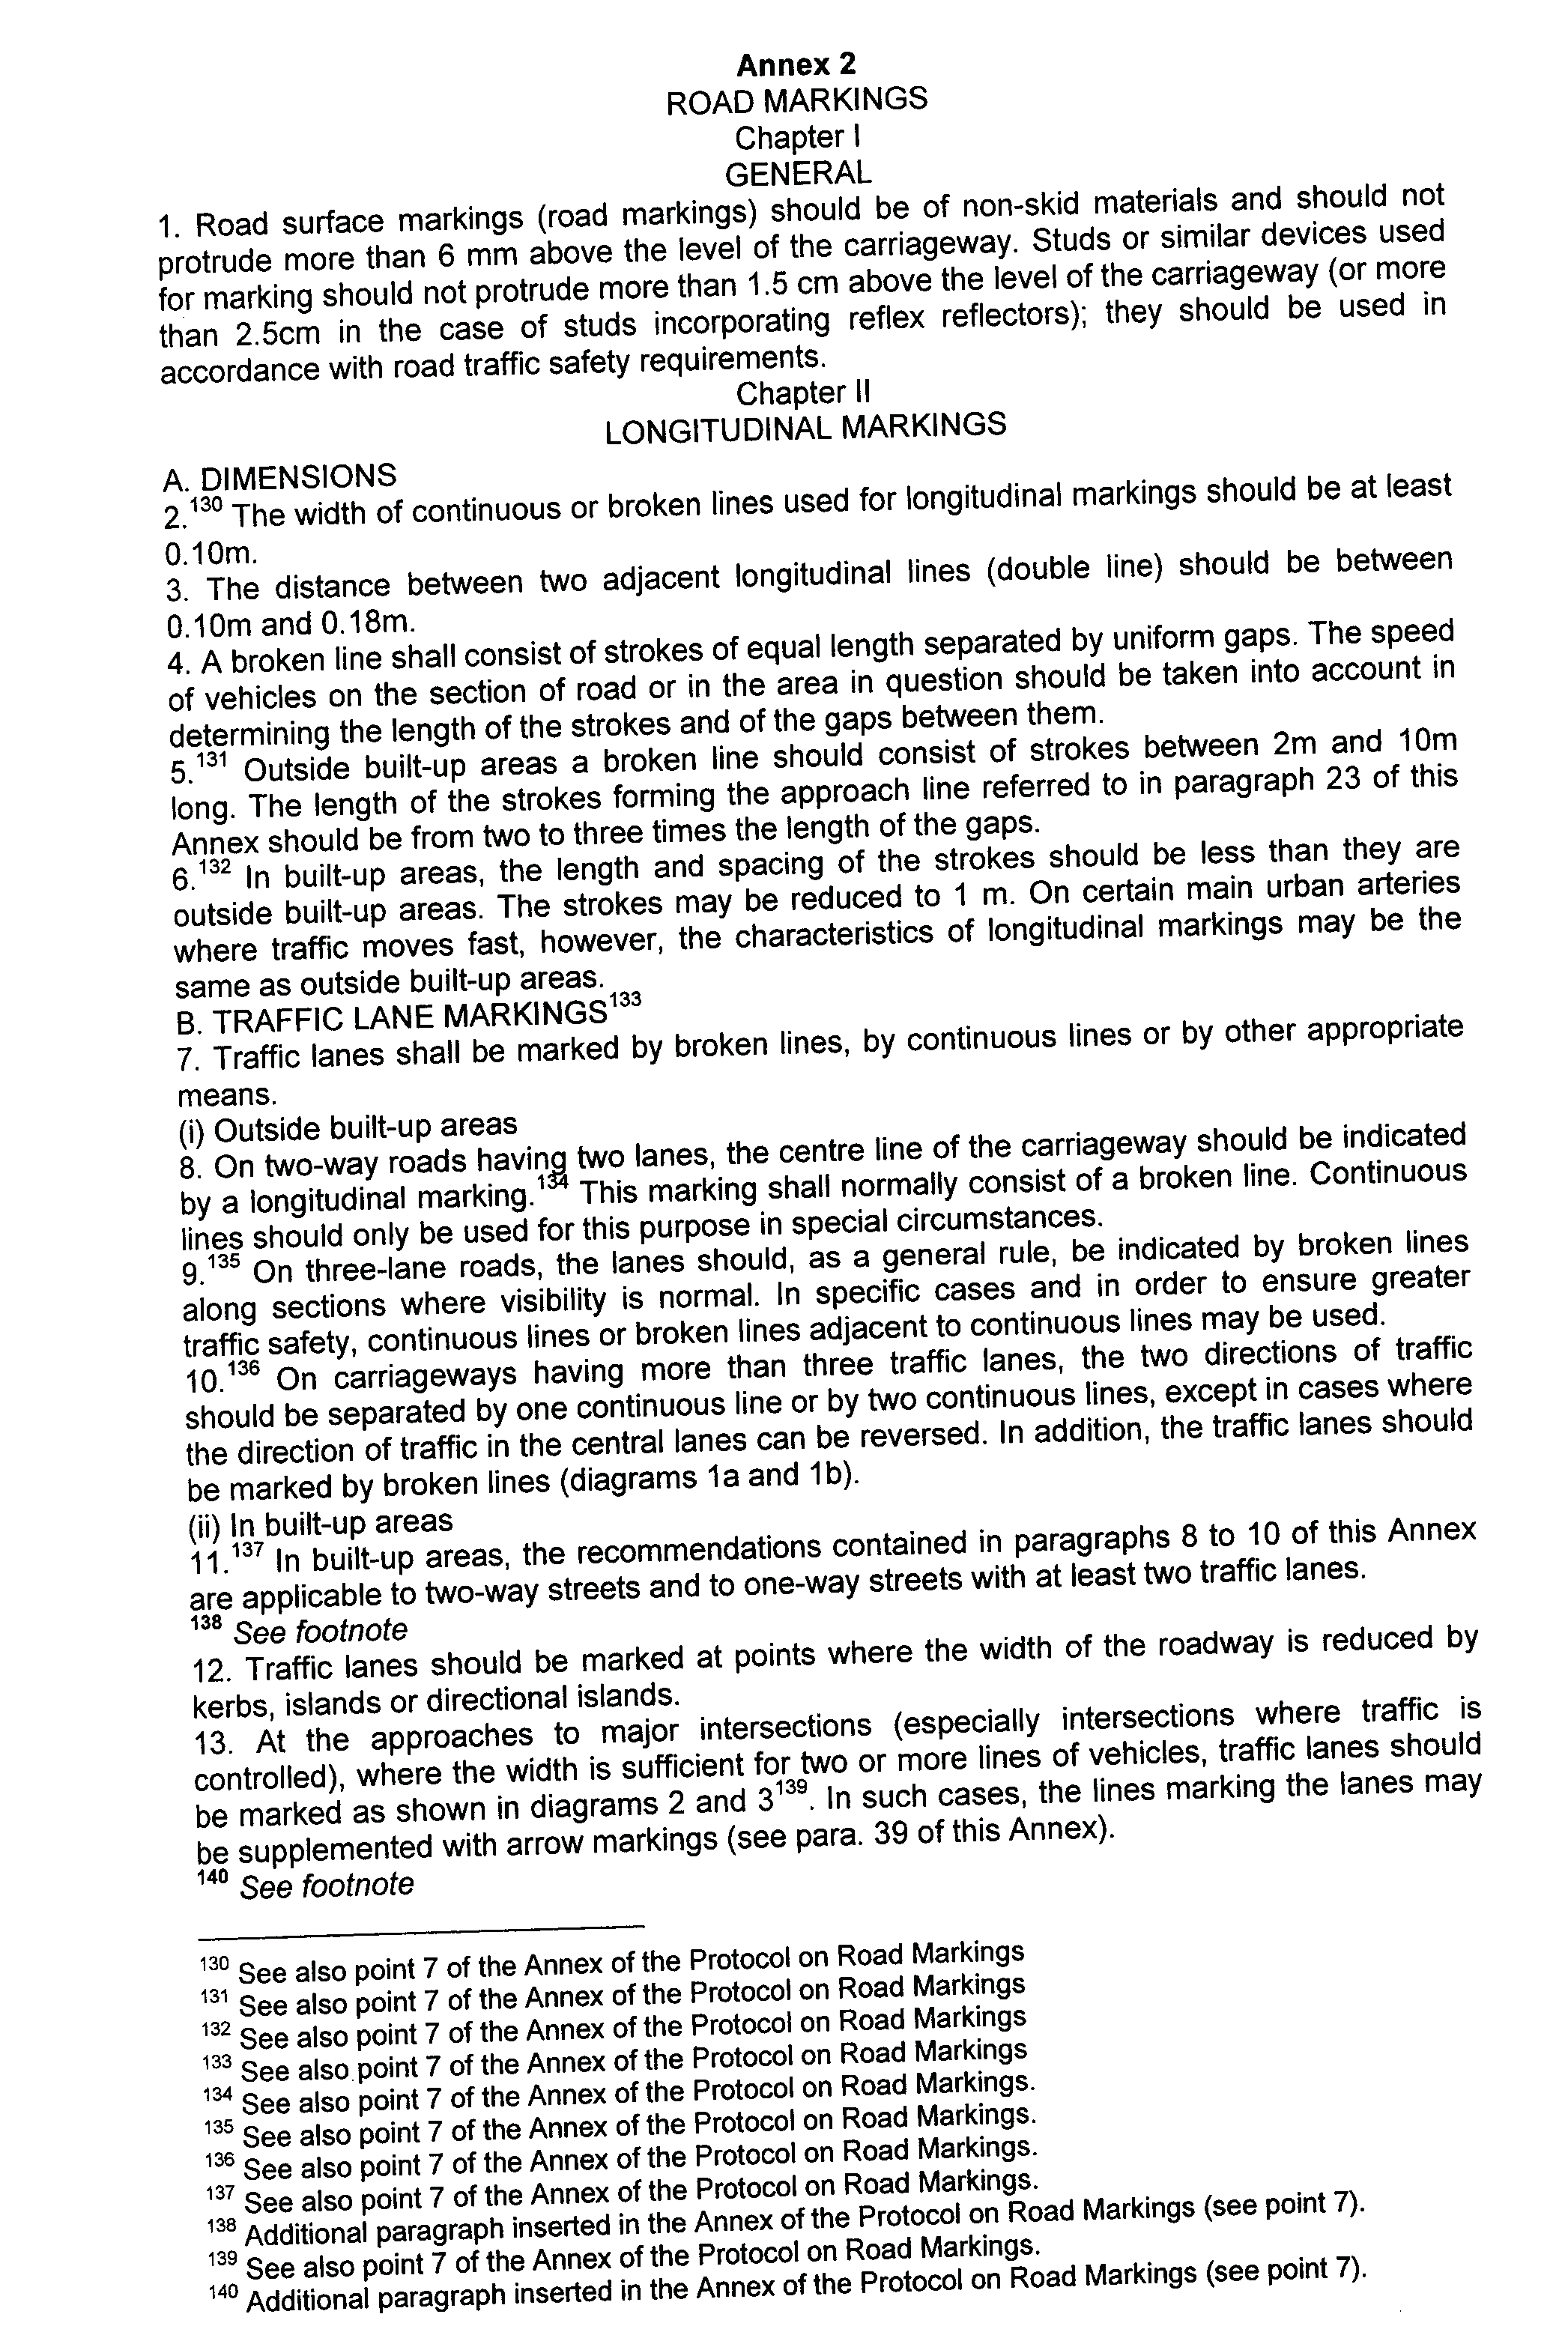 Annex 2
ROAD MARKINGS
Chapter I
GENERAL
1. Road surface markings (road markings) should be of non-skid materials and should not
protrude more than 6 mm above the level of the carriageway. Studs or similar devices used
for marking should not protrude more than 1.5 cm above the level of the carriageway (or more
than 2.5cm in the case of studs incorporating reflex reflectors); they should be used in
accordance with road traffic safety requirements.
Chapter II
LONGITUDINAL MARKINGS
A. DIMENSIONS
2.¹³⁰ The width of continuous or broken lines used for longitudinal markings should be at least
0.10m.
3. The distance between two adjacent longitudinal lines (double line) should be between
0.10m and 0.18m.
4. A broken line shall consist of strokes of equal length separated by uniform gaps. The speed
of vehicles on the section of road or in the area in question should be taken into account in
determining the length of the strokes and of the gaps between them.
5.¹³¹ Outside built-up areas a broken line should consist of strokes between 2m and 10m
long. The length of the strokes forming the approach line referred to in paragraph 23 of this
Annex should be from two to three times the length of the gaps.
6.¹³² In built-up areas, the length and spacing of the strokes should be less than they are
outside built-up areas. The strokes may be reduced to 1 m. On certain main urban arteries
where traffic moves fast, however, the characteristics of longitudinal markings may be the
same as outside built-up areas.
B. TRAFFIC LANE MARKINGS¹³³
7. Traffic lanes shall be marked by broken lines, by continuous lines or by other appropriate
means.
(i) Outside built-up areas
8. On two-way roads having two lanes, the centre line of the carriageway should be indicated
by a longitudinal marking.¹³⁴ This marking shall normally consist of a broken line. Continuous
lines should only be used for this purpose in special circumstances.
9.¹³⁵ On three-lane roads, the lanes should, as a general rule, be indicated by broken lines
along sections where visibility is normal. In specific cases and in order to ensure greater
traffic safety, continuous lines or broken lines adjacent to continuous lines may be used.
10.¹³⁶ On carriageways having more than three traffic lanes, the two directions of traffic
should be separated by one continuous line or by two continuous lines, except in cases where
the direction of traffic in the central lanes can be reversed. In addition, the traffic lanes should
be marked by broken lines (diagrams 1a and 1b).
(ii) In built-up areas
11.¹³⁷ In built-up areas, the recommendations contained in paragraphs 8 to 10 of this Annex
are applicable to two-way streets and to one-way streets with at least two traffic lanes.
¹³⁸ See footnote
12. Traffic lanes should be marked at points where the width of the roadway is reduced by
kerbs, islands or directional islands.
13. At the approaches to major intersections (especially intersections where traffic is
controlled), where the width is sufficient for two or more lines of vehicles, traffic lanes should
be marked as shown in diagrams 2 and 3¹³⁹. In such cases, the lines marking the lanes may
be supplemented with arrow markings (see para. 39 of this Annex).
¹⁴⁰ See footnote
¹³⁰ See also point 7 of the Annex of the Protocol on Road Markings
¹³¹ See also point 7 of the Annex of the Protocol on Road Markings
¹³² See also point 7 of the Annex of the Protocol on Road Markings
¹³³ See also point 7 of the Annex of the Protocol on Road Markings
¹³⁴ See also point 7 of the Annex of the Protocol on Road Markings.
¹³⁵ See also point 7 of the Annex of the Protocol on Road Markings.
¹³⁶ See also point 7 of the Annex of the Protocol on Road Markings.
¹³⁷ See also point 7 of the Annex of the Protocol on Road Markings.
¹³⁸ Additional paragraph inserted in the Annex of the Protocol on Road Markings (see point 7).
¹³⁹ See also point 7 of the Annex of the Protocol on Road Markings.
¹⁴⁰ Additional paragraph inserted in the Annex of the Protocol on Road Markings (see point 7).